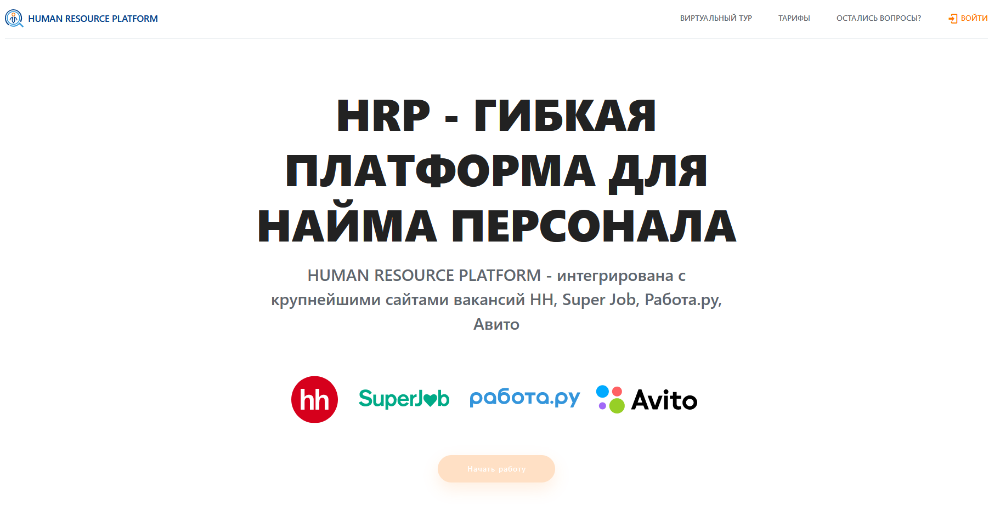 HUMAN RESOURCE PLATFORM
ВИРТУАЛЬНЫЙ ТУР
ТАРИФЫ
ОСТАЛИСЬ ВОПРОСЫ?
ВОЙТИ
HRP - ГИБКАЯ
ПЛАТФОРМА ДЛЯ
НАЙМА ПЕРСОНАЛА
HUMAN RESOURCE PLATFORM - интегрирована с
крупнейшими сайтами вакансий HH, Super Job, Работа.ру,
Авито
hh
SuperJob
работа.ру
Avito
Начать работу